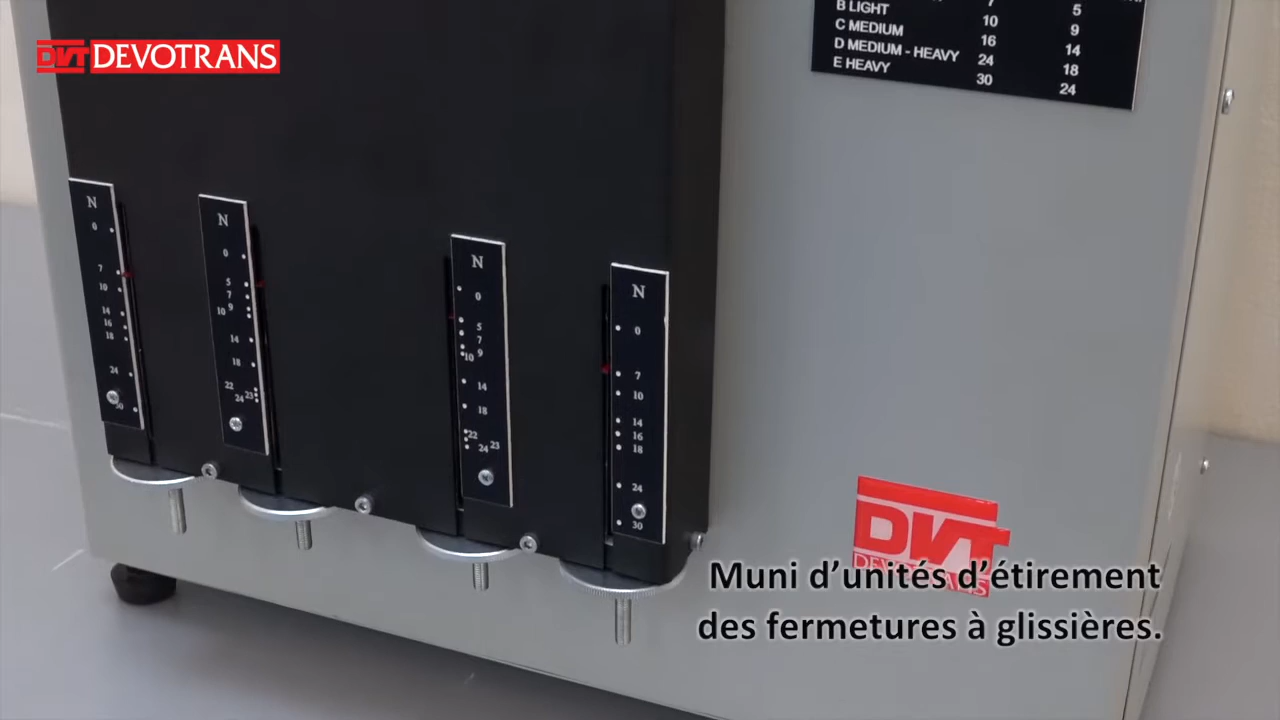 DVT DEVOTRANS
7 5
B LIGHT 10 9
C MEDIUM 16 14
D MEDIUM - HEAVY 24 18
E HEAVY 30 24
N
0
7
10
14
16
18
24
30
N
0
5
7
10 9
14
18
22
24 23
N
0
5
7
10 9
14
18
22
24 23
N
0
7
10
14
16
18
24
30
DVT
Muni d’unités d’étirement
des fermetures à glissières.